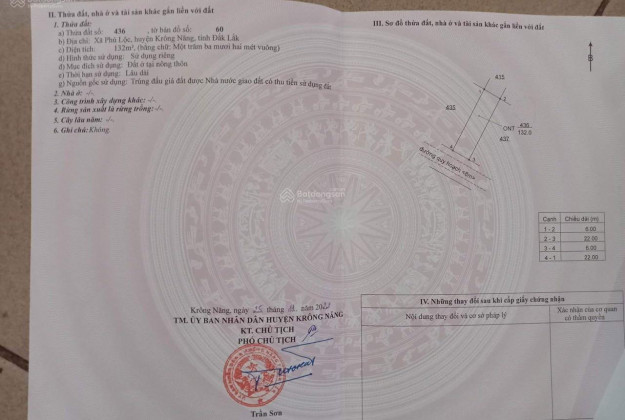 II. Thửa đất, nhà ở và tài sản khác gắn liền với đất
1. Thửa đất:
a) Thửa đất số: 436 , tờ bản đồ số: 60
b) Địa chỉ: Xã Phú Lộc, huyện Krông Năng, tỉnh Đắk Lắk
c) Diện tích: 132m², (bằng chữ: Một trăm ba mươi hai mét vuông)
d) Hình thức sử dụng: Sử dụng riêng
đ) Mục đích sử dụng: Đất ở tại nông thôn
e) Thời hạn sử dụng: Lâu dài
g) Nguồn gốc sử dụng: Trúng đấu giá đất được Nhà nước giao đất có thu tiền sử dụng đất.
2. Nhà ở: -/-
3. Công trình xây dựng khác: -/-
4. Rừng sản xuất là rừng trồng: -/-
5. Cây lâu năm: -/-
6. Ghi chú: Không
Krông Năng, ngày 25 tháng năm
TM. ỦY BAN NHÂN DÂN HUYỆN KRÔNG NĂNG
KT. CHỦ TỊCH
PHÓ CHỦ TỊCH
Trần Sơn
III. Sơ đồ thửa đất, nhà ở và tài sản khác gắn liền với đất
B
435
ONT 436
132.0
437
đường quy hoạch 18m
Cạnh Chiều dài (m)
1 - 2 6.00
2 - 3 22.00
3 - 4 6.00
4 - 1 22.00
IV. Những thay đổi sau khi cấp giấy chứng nhận
Nội dung thay đổi và cơ sở pháp lý
Xác nhận của cơ quan
có thẩm quyền
Batdongsan